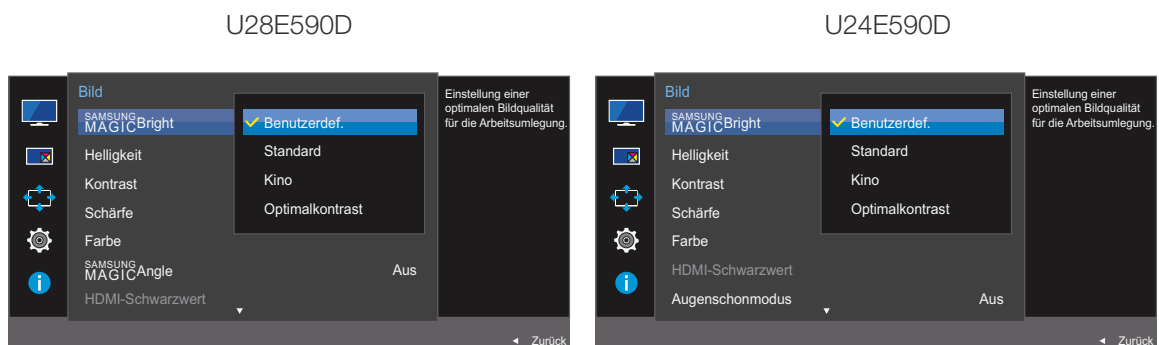 U28E590D
Bild
SAMSUNG MAGICBright
Helligkeit
Kontrast
Schärfe
Farbe
SAMSUNG MAGICAngle Aus
HDMI-Schwarzwert
Benutzerdef.
Standard
Kino
Optimalkontrast
Einstellung einer
optimalen Bildqualität
für die Arbeitsumlegung.
Zurück
U24E590D
Bild
SAMSUNG MAGICBright
Helligkeit
Kontrast
Schärfe
Farbe
HDMI-Schwarzwert
Augenschonmodus Aus
Benutzerdef.
Standard
Kino
Optimalkontrast
Einstellung einer
optimalen Bildqualität
für die Arbeitsumlegung.
Zurück